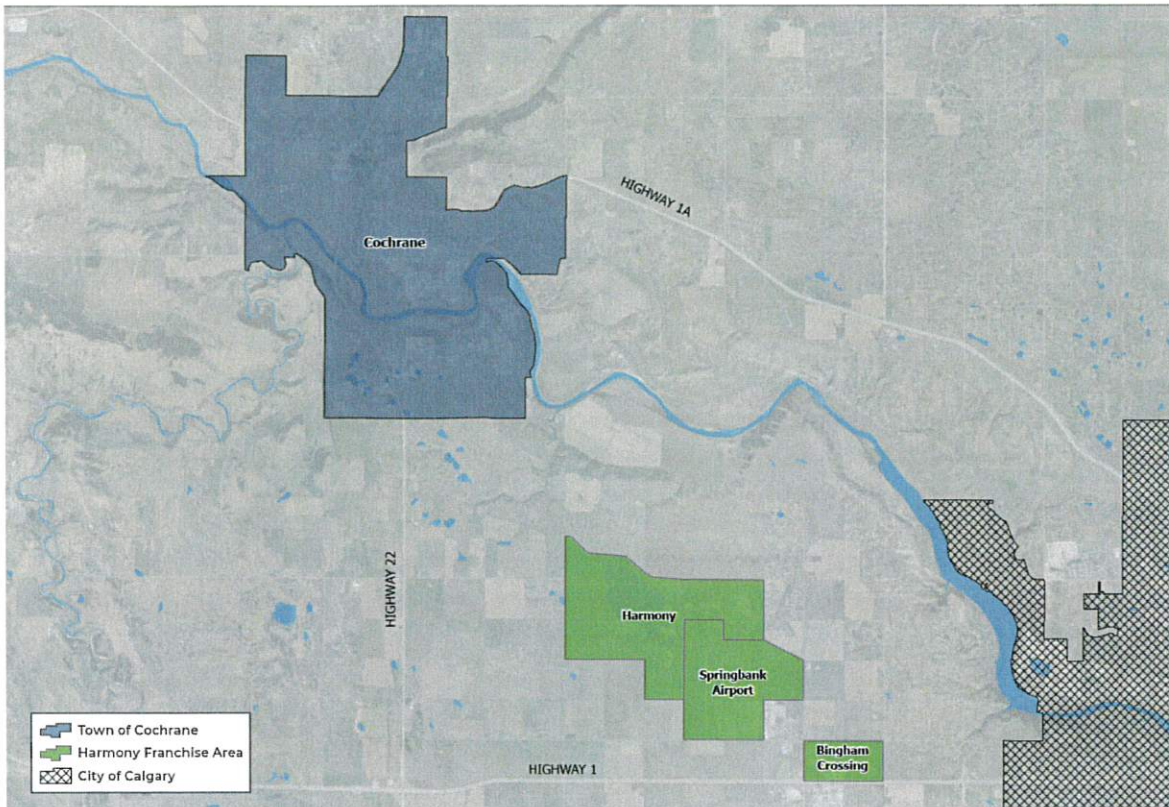 HIGHWAY 1A
Cochrane
HIGHWAY 22
Harmony
Springbank
Airport
Bingham
Crossing
HIGHWAY 1
Town of Cochrane
Harmony Franchise Area
City of Calgary